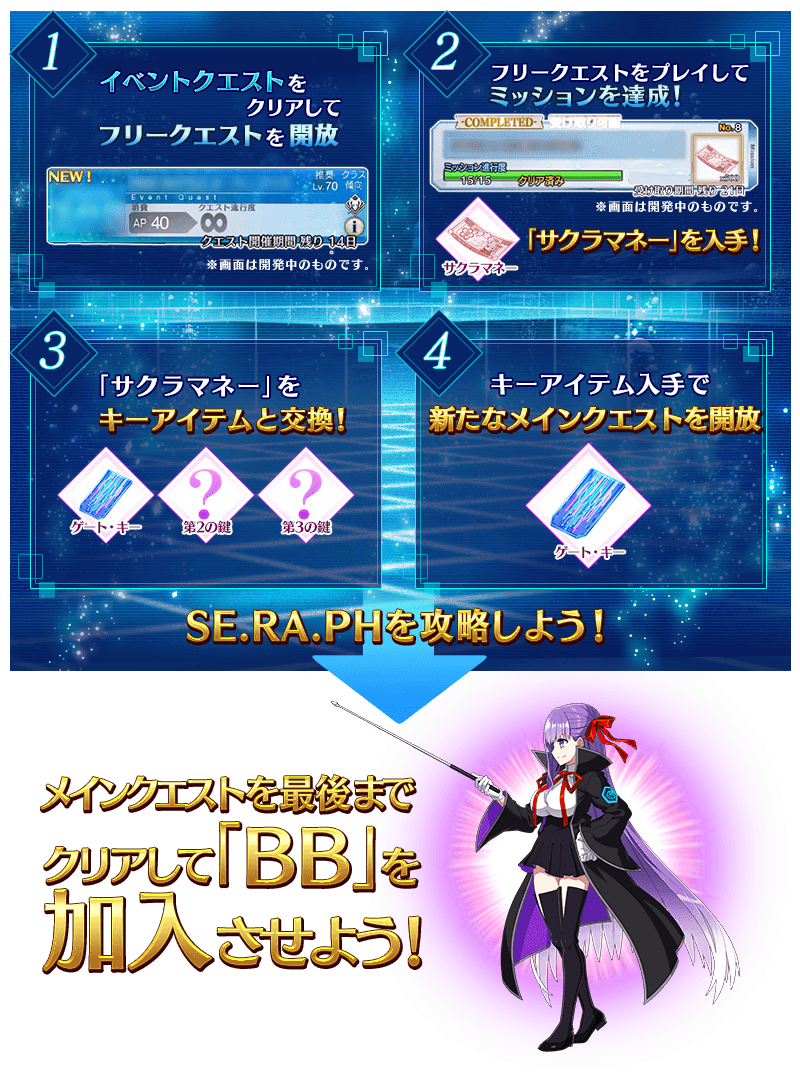 1
イベントクエストを
クリアして
フリークエストを開放
NEW!
推奨 クラス
Lv.70 傾向
Event Quest
消費 クエスト進行度
AP 40 ∞
クエスト開催期間 残り 14日
※画面は開発中のものです。
2
フリークエストをプレイして
ミッションを達成!
COMPLETED 受け取り可能
No.8
Mission
ミッション進行度
15/15 クリア済み
×500
受け取り期間 残り 21日
※画面は開発中のものです。
「サクラマネー」を入手!
サクラマネー
3
「サクラマネー」を
キーアイテムと交換!
?
?
ゲート・キー
第2の鍵
第3の鍵
4
キーアイテム入手で
新たなメインクエストを開放
ゲート・キー
SE.RA.PHを攻略しよう!
メインクエストを最後まで
クリアして「BB」を
加入させよう!